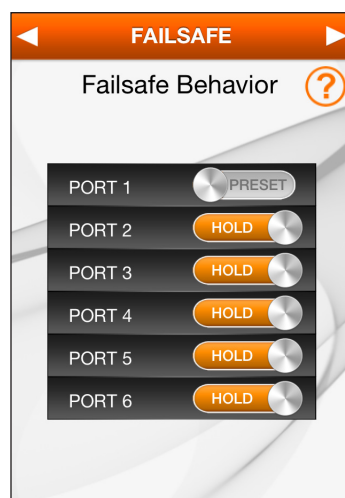 FAILSAFE
Failsafe Behavior ?
PORT 1 PRESET
PORT 2 HOLD
PORT 3 HOLD
PORT 4 HOLD
PORT 5 HOLD
PORT 6 HOLD